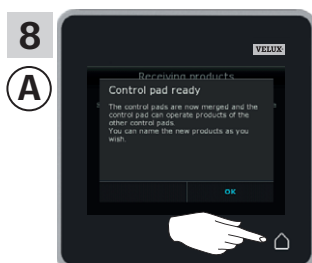 8
A
VELUX
Receiving products
Control pad ready
The control pads are now merged and the
control pad can operate products of the
other control pads.
You can name the new products as you
wish.
OK